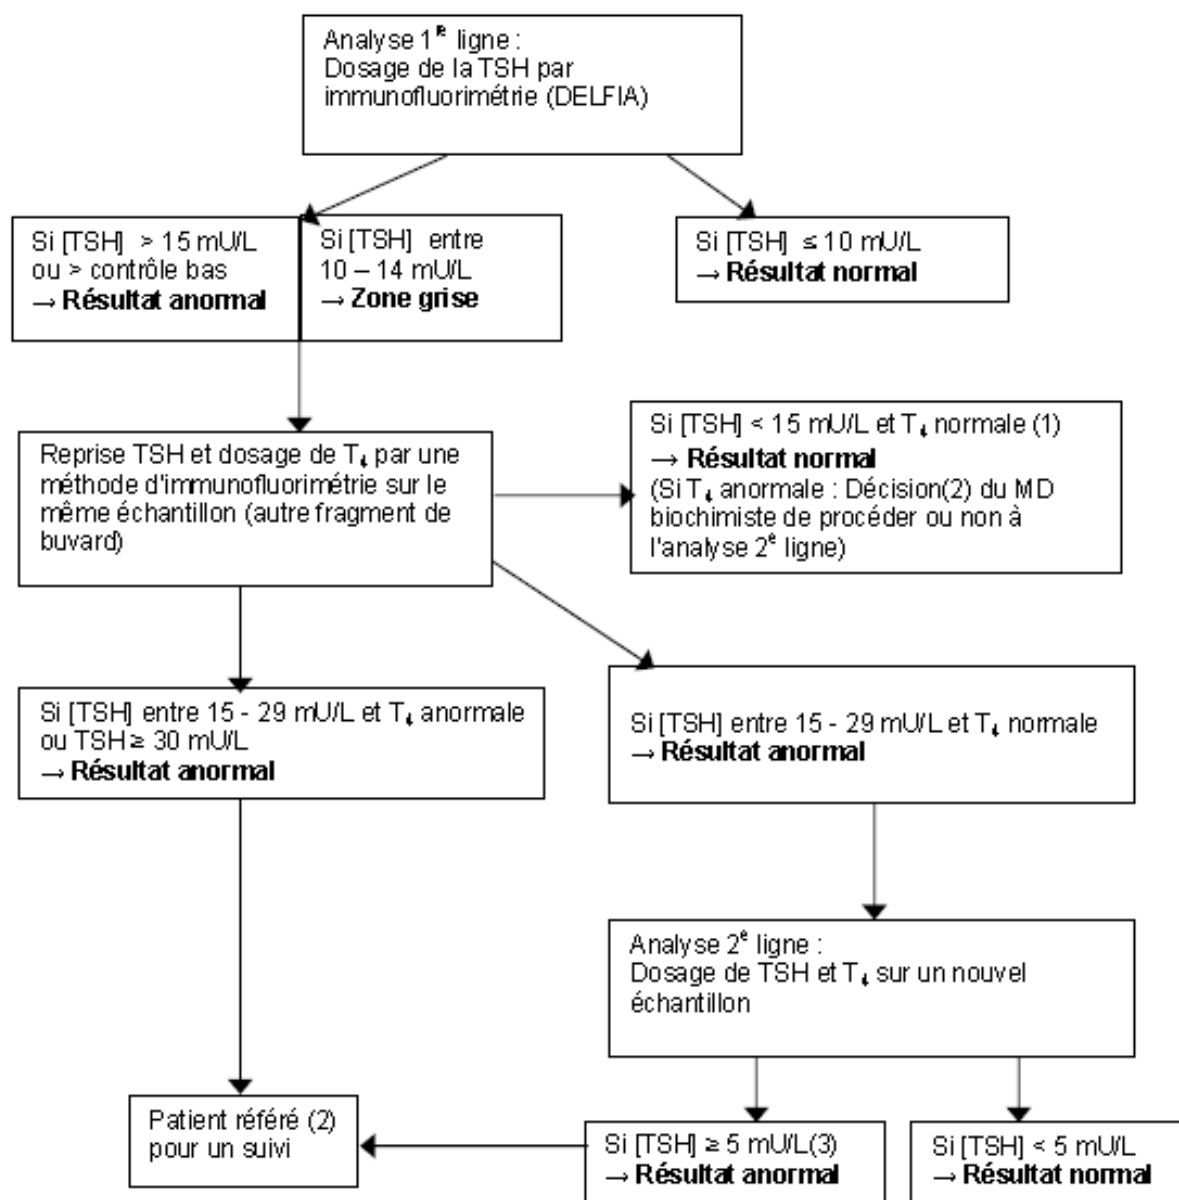 Analyse 1re ligne :
Dosage de la TSH par
immunofluorimétrie (DELFIA)
Si [TSH] > 15 mU/L
ou > contrôle bas
→ Résultat anormal
Si [TSH] entre
10 – 14 mU/L
→ Zone grise
Si [TSH] ≤ 10 mU/L
→ Résultat normal
Reprise TSH et dosage de T4 par une
méthode d'immunofluorimétrie sur le
même échantillon (autre fragment de
buvard)
Si [TSH] < 15 mU/L et T4 normale (1)
→ Résultat normal
(Si T4 anormale : Décision(2) du MD
biochimiste de procéder ou non à
l'analyse 2e ligne)
Si [TSH] entre 15 - 29 mU/L et T4 anormale
ou TSH ≥ 30 mU/L
→ Résultat anormal
Si [TSH] entre 15 - 29 mU/L et T4 normale
→ Résultat anormal
Analyse 2e ligne :
Dosage de TSH et T4 sur un nouvel
échantillon
Patient référé (2)
pour un suivi
Si [TSH] ≥ 5 mU/L(3)
→ Résultat anormal
Si [TSH] < 5 mU/L
→ Résultat normal